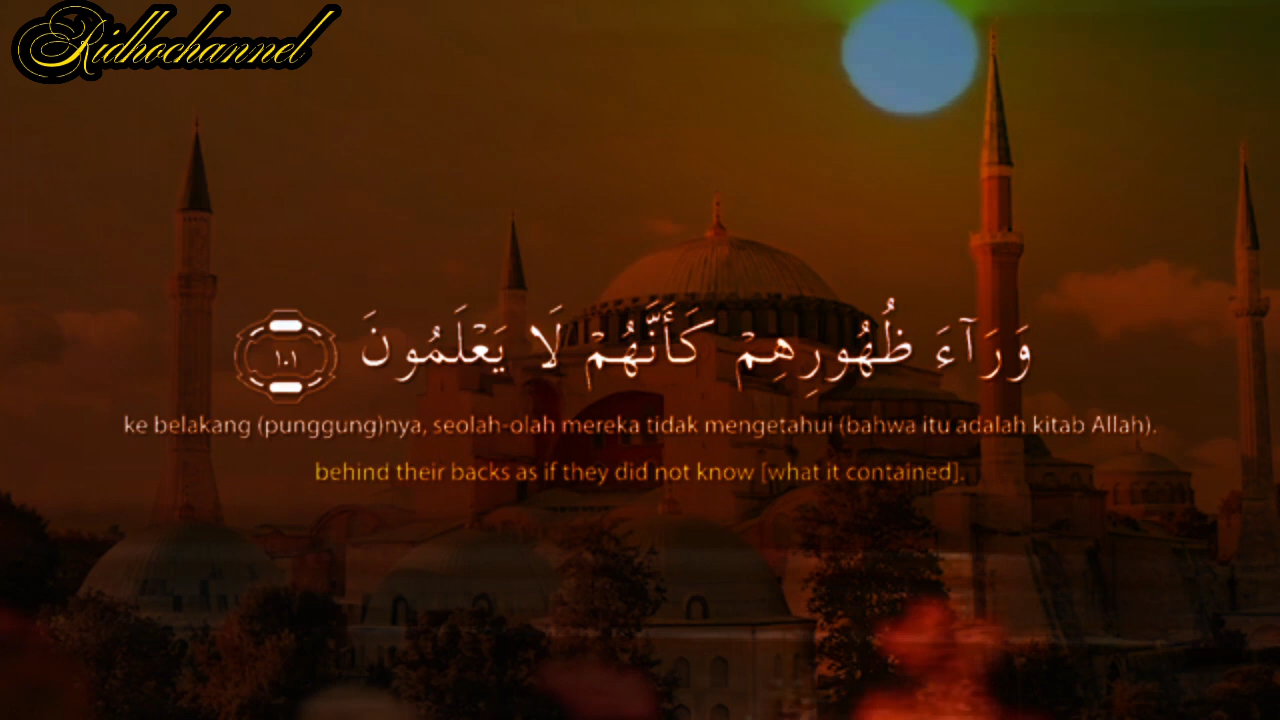 Ridhochannel
وَرَآءَ ظُهُورِهِمْ كَأَنَّهُمْ لَا يَعْلَمُونَ ١٠١
ke belakang (punggung)nya, seolah-olah mereka tidak mengetahui (bahwa itu adalah kitab Allah).
behind their backs as if they did not know [what it contained].